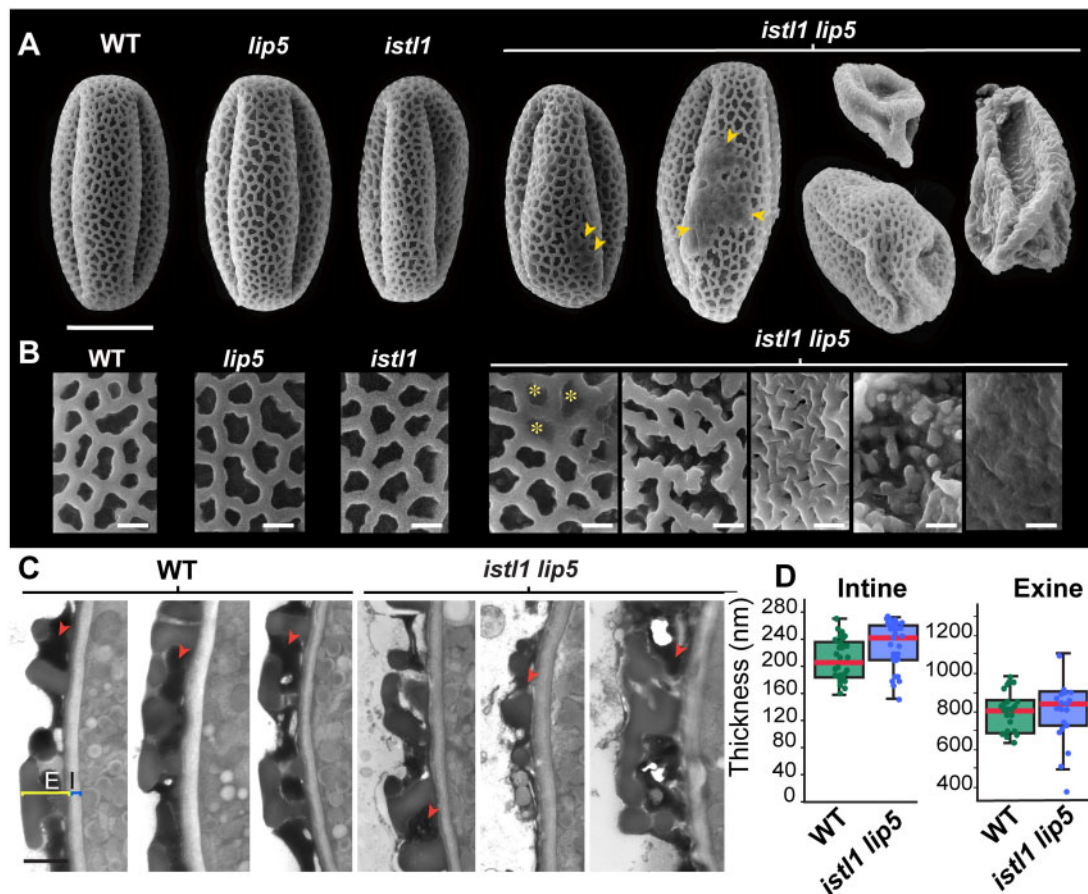 A
WT
lip5
istl1
istl1 lip5
B
WT
lip5
istl1
istl1 lip5
* * *
C
WT
istl1 lip5
E I
D
Intine
Exine
Thickness (nm)
280
240
200
160
120
80
40
0
1200
1000
800
600
400
WT
istl1 lip5
WT
istl1 lip5